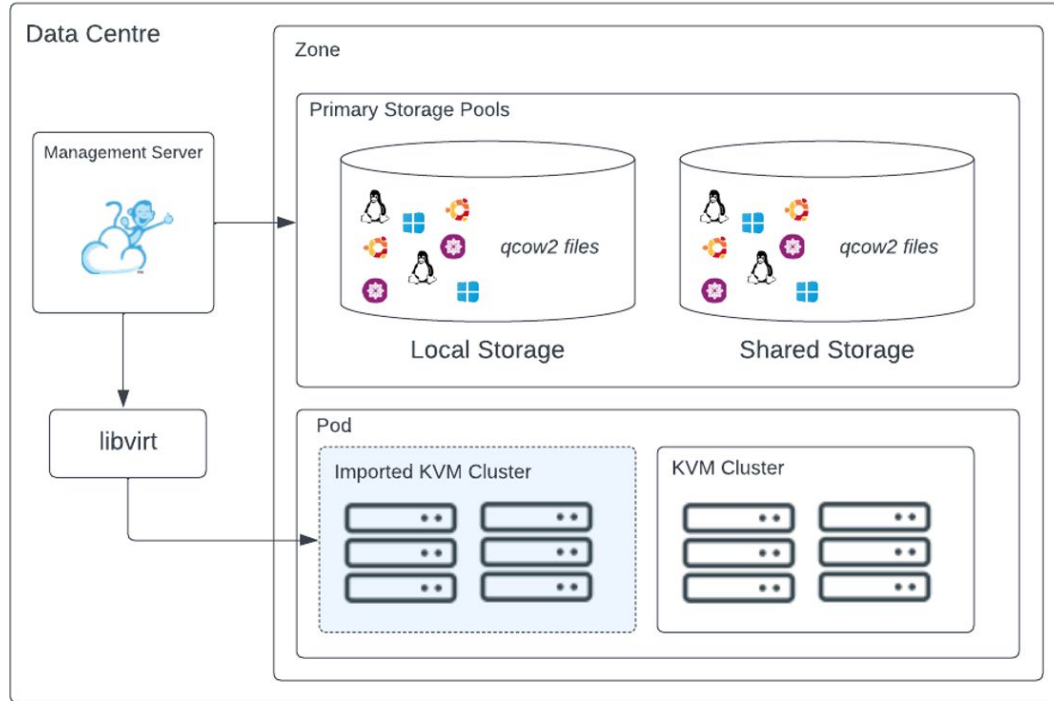 Data Centre
Zone
Primary Storage Pools
Management Server
qcow2 files
qcow2 files
Local Storage
Shared Storage
Pod
libvirt
Imported KVM Cluster
KVM Cluster